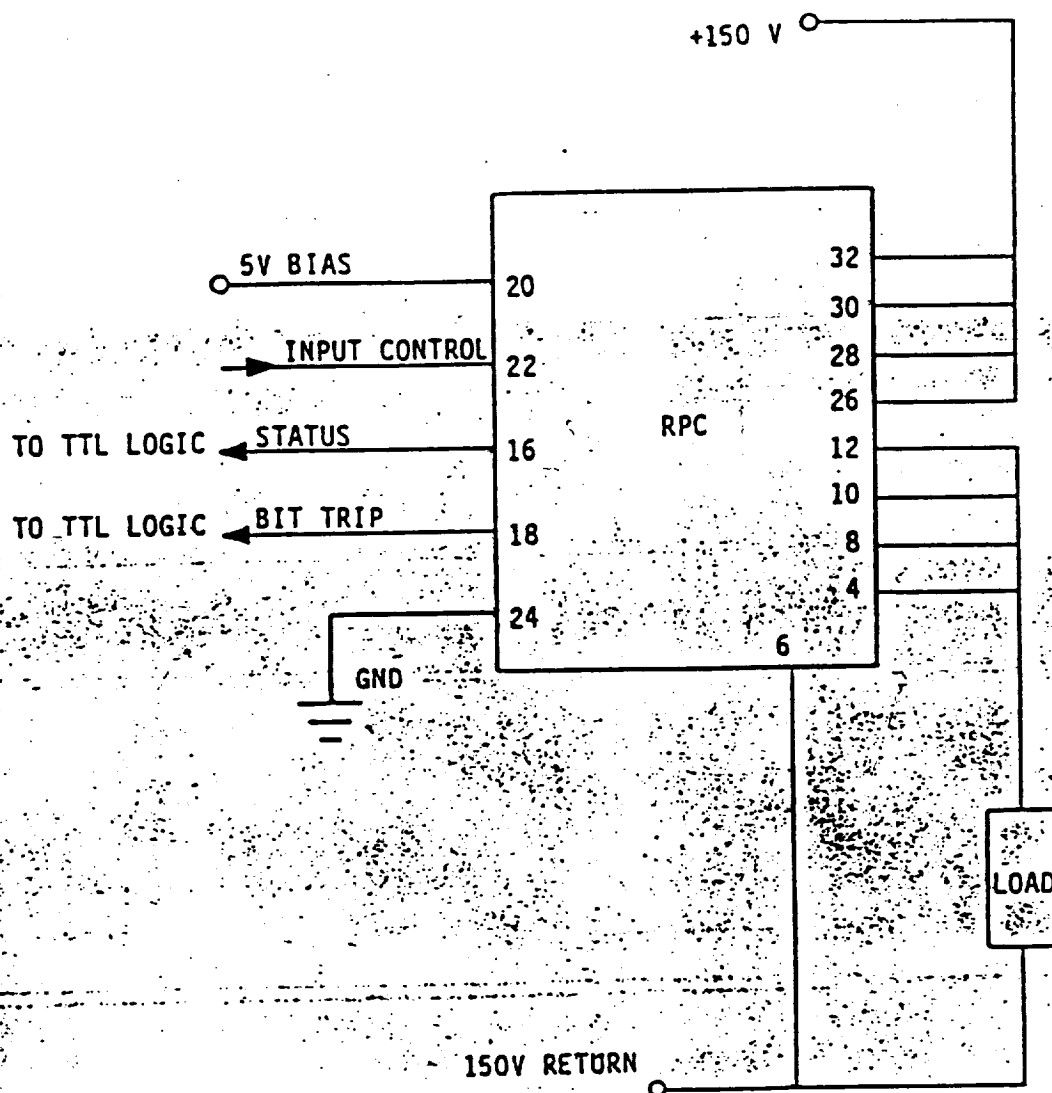 +150 V
5V BIAS
20
32
30
INPUT CONTROL
22
28
26
RPC
TO TTL LOGIC
STATUS
16
12
10
TO TTL LOGIC
BIT TRIP
18
8
4
24
6
GND
LOAD
150V RETURN